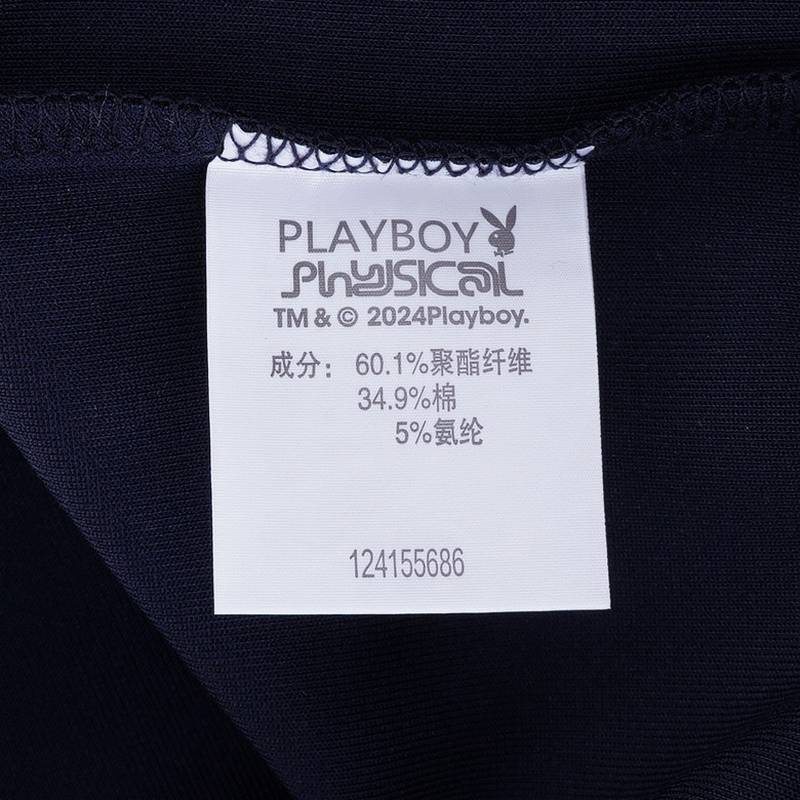 PLAYBOY
PhySICAL
TM & © 2024Playboy.
成分：60.1%聚酯纤维
34.9%棉
5%氨纶
124155686